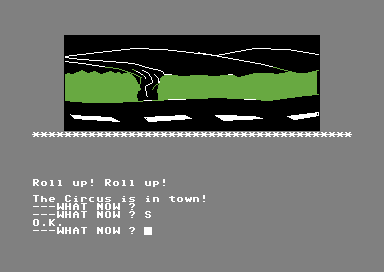 ************************************
Roll up! Roll up!
The Circus is in town!
---WHAT NOW ?
---WHAT NOW ? S
O.K.
---WHAT NOW ?